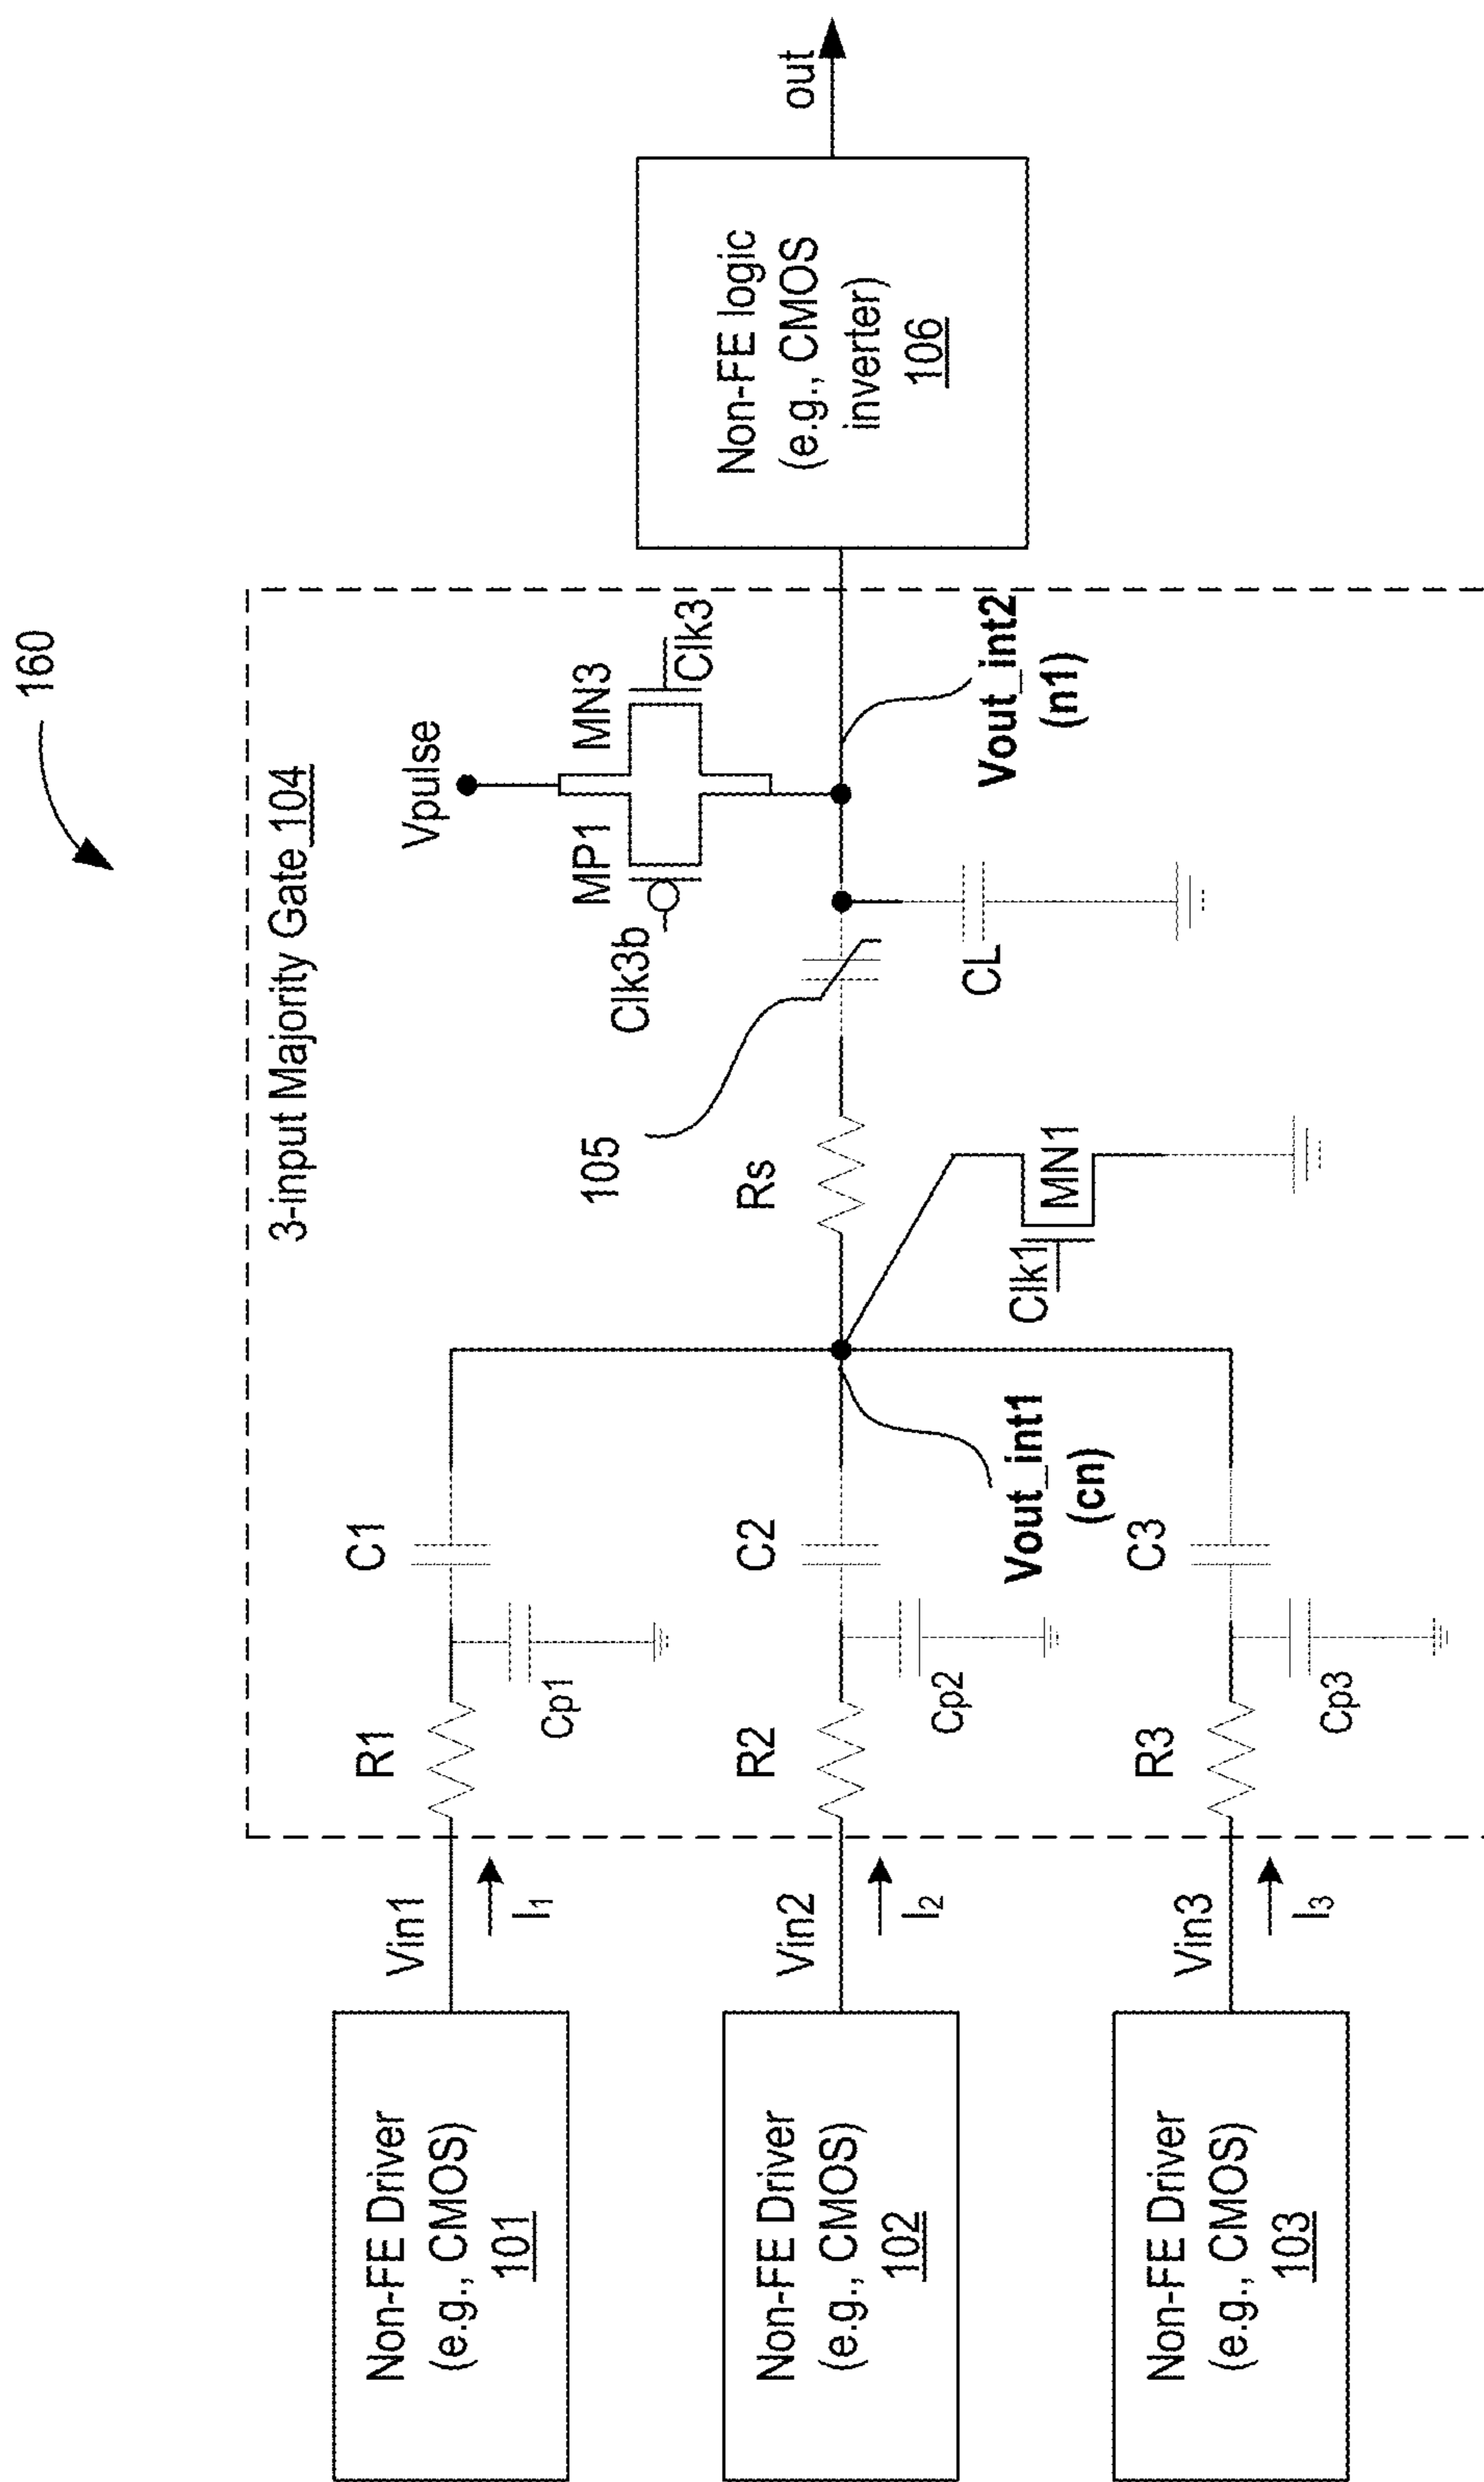 160
3-input Majority Gate 104
Vpulse
MP1
MN3
Clk3b
Clk3
Non-FE Driver
(e.g., CMOS)
101
Vin1
I1
R1
Cp1
C1
Non-FE Driver
(e.g., CMOS)
102
Vin2
I2
R2
Cp2
C2
Vout_int1
(cn)
Rs
105
CL
Clk1
MN1
Vout_int2
(n1)
Non-FE logic
(e.g., CMOS
inverter)
106
out
Non-FE Driver
(e.g., CMOS)
103
Vin3
I3
R3
Cp3
C3